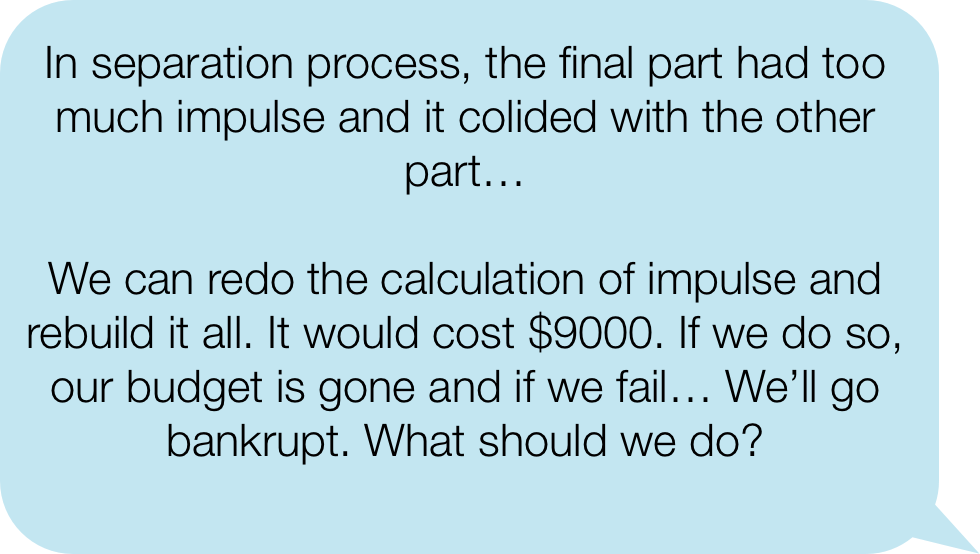 In separation process, the final part had too
much impulse and it colided with the other
part…
We can redo the calculation of impulse and
rebuild it all. It would cost $9000. If we do so,
our budget is gone and if we fail… We’ll go
bankrupt. What should we do?